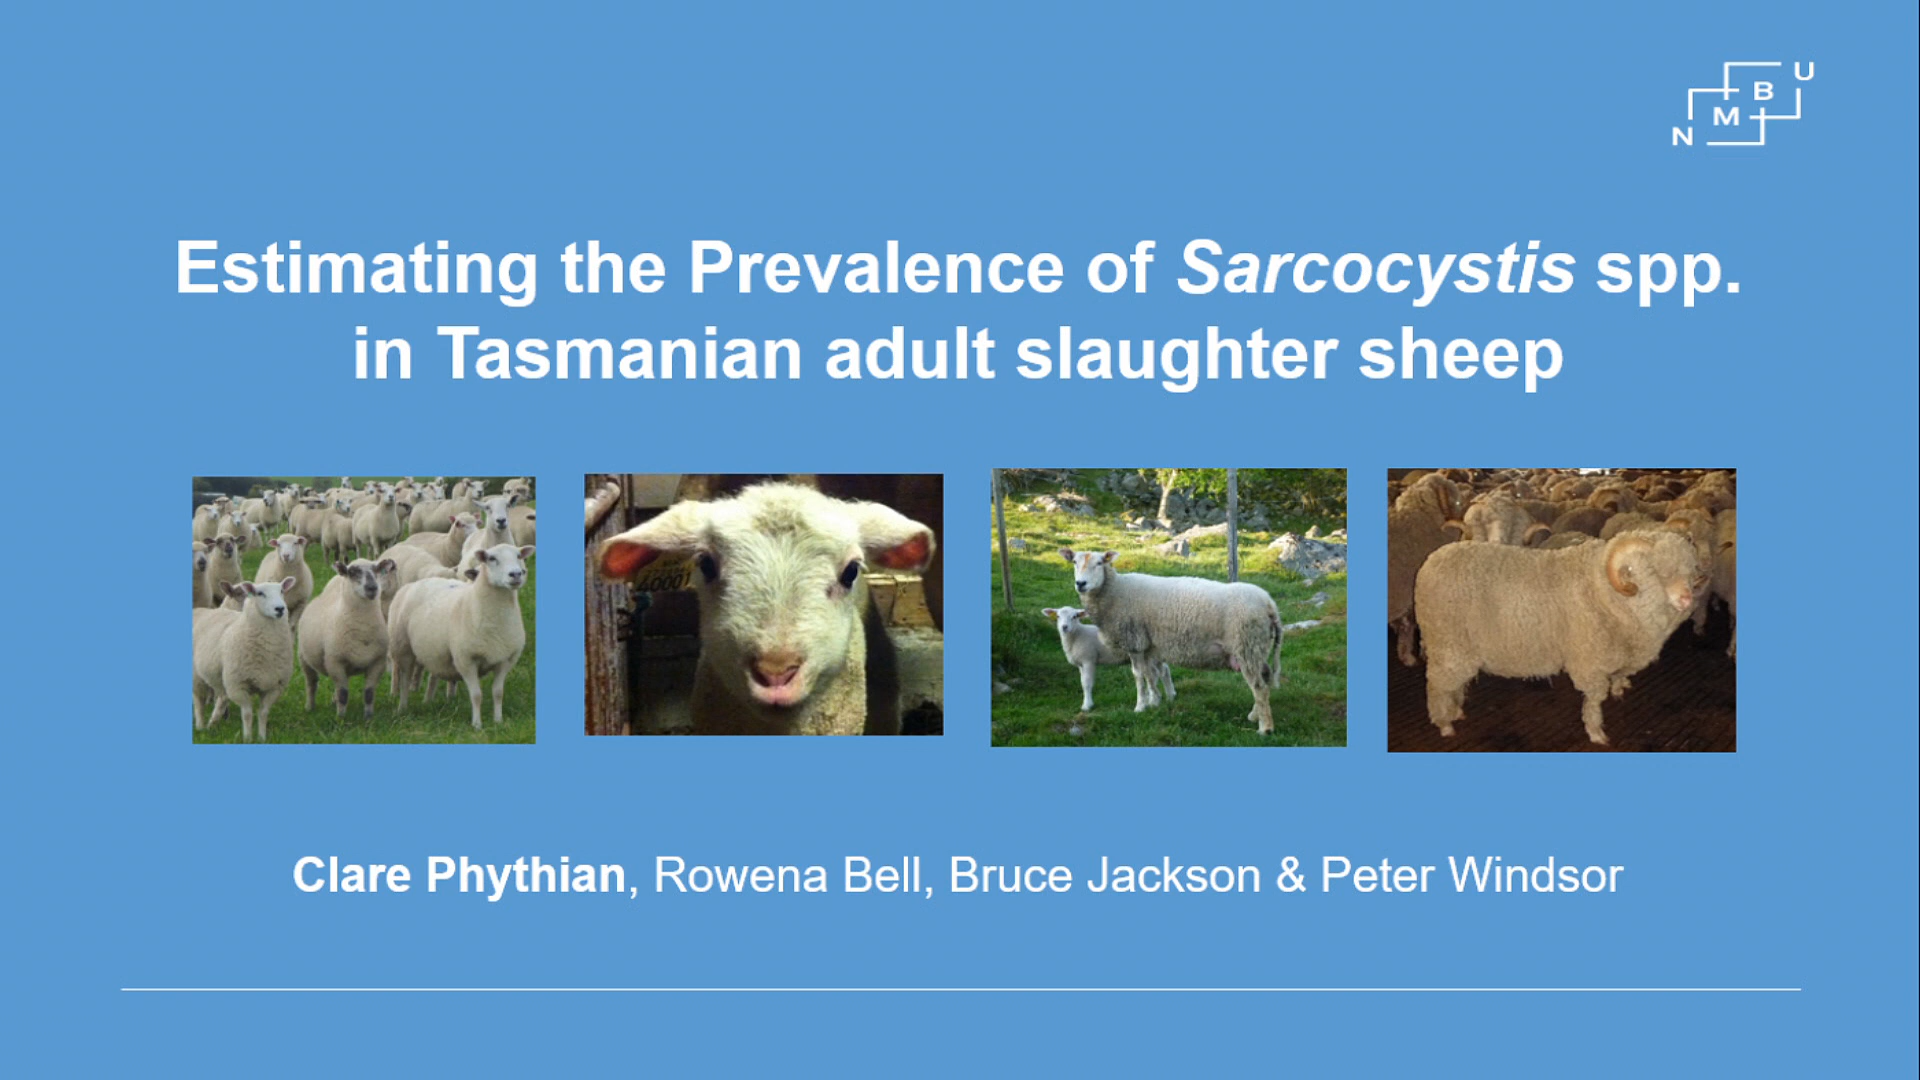 N M B U
Estimating the Prevalence of Sarcocystis spp.
in Tasmanian adult slaughter sheep
40001
Clare Phythian, Rowena Bell, Bruce Jackson & Peter Windsor